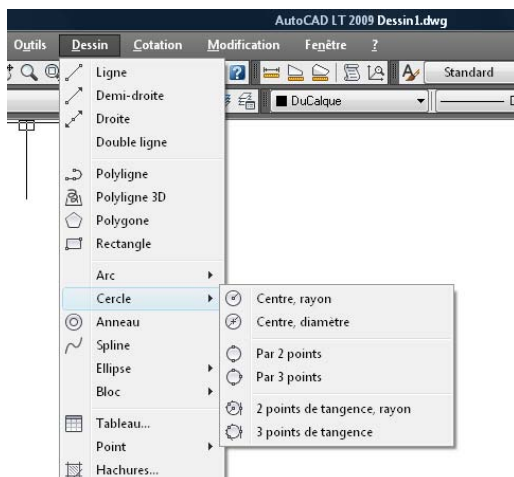 AutoCAD LT 2009 Dessin1.dwg
Outils Dessin Cotation Modification Fenêtre ?
Standard
DuCalque
Ligne
Demi-droite
Droite
Double ligne
Polyligne
Polyligne 3D
Polygone
Rectangle
Arc
Cercle
Centre, rayon
Centre, diamètre
Par 2 points
Par 3 points
2 points de tangence, rayon
3 points de tangence
Anneau
Spline
Ellipse
Bloc
Tableau...
Point
Hachures...